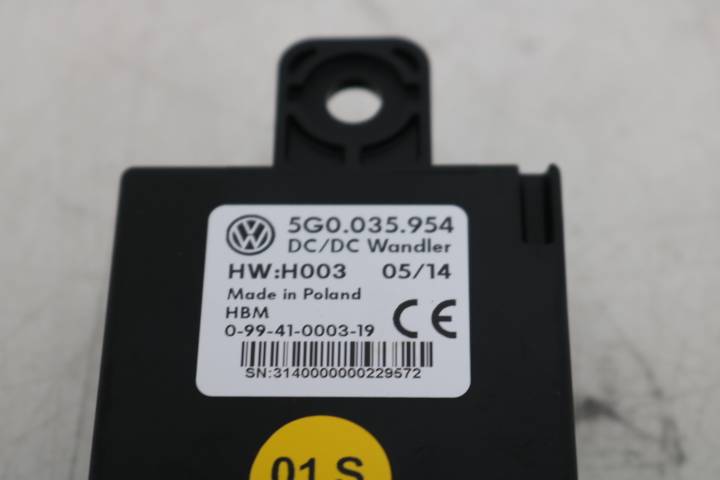 5G0.035.954
DC/DC Wandler
HW:H003 05/14
Made in Poland
HBM
0-99-41-0003-19
CE
SN:3140000000229572
01 S